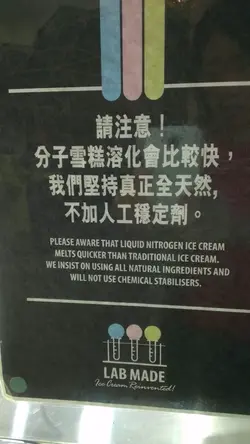 請注意！
分子雪糕溶化會比較快，
我們堅持真正全天然，
不加人工穩定劑。
PLEASE AWARE THAT LIQUID NITROGEN ICE CREAM
MELTS QUICKER THAN TRADITIONAL ICE CREAM.
WE INSIST ON USING ALL NATURAL INGREDIENTS AND
WILL NOT USE CHEMICAL STABILISERS.
LAB MADE
Ice Cream Reinvented!